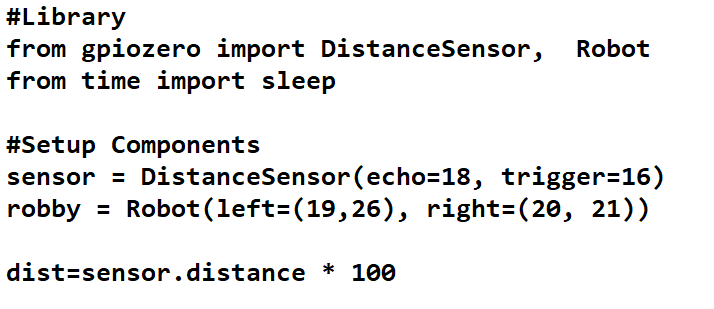 #Library
from gpiozero import DistanceSensor,  Robot
from time import sleep
#Setup Components
sensor = DistanceSensor(echo=18, trigger=16)
robby = Robot(left=(19,26), right=(20, 21))
dist=sensor.distance * 100